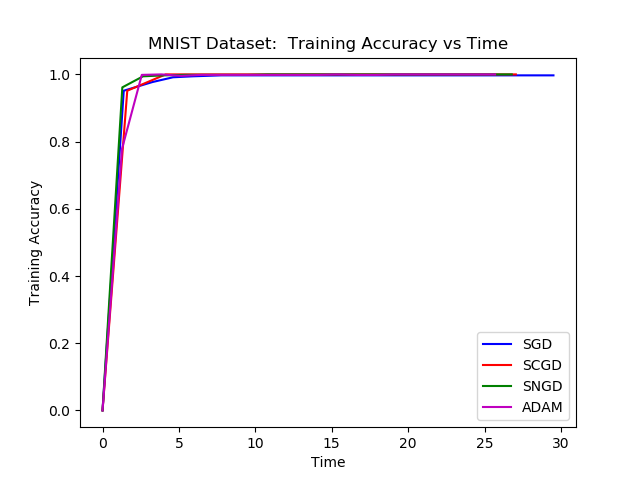 MNIST Dataset:  Training Accuracy vs Time
Training Accuracy
1.0
0.8
0.6
0.4
0.2
0.0
0 5 10 15 20 25 30
Time
SGD
SCGD
SNGD
ADAM